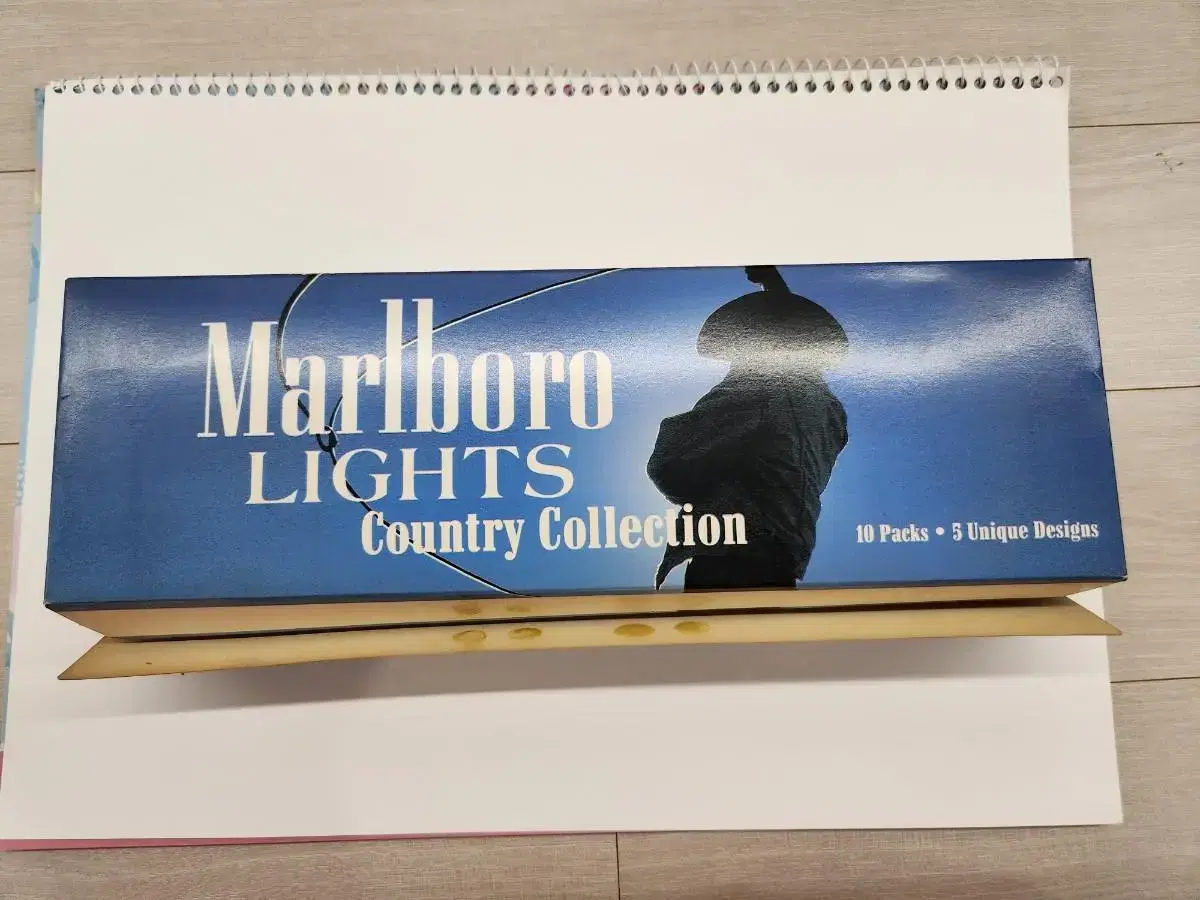 Marlboro
LIGHTS
Country Collection
10 Packs • 5 Unique Designs